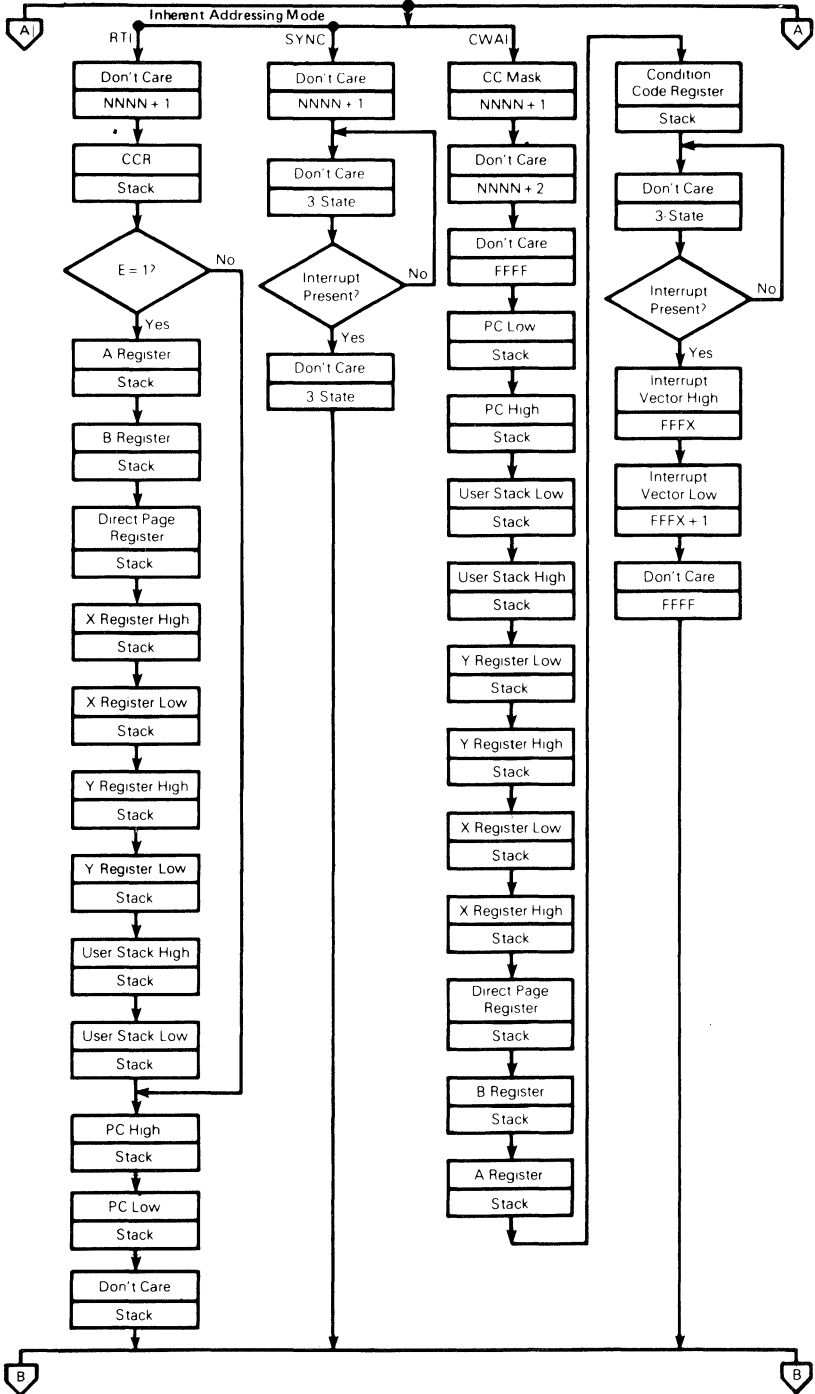 Inherent Addressing Mode
A
A
RTI
SYNC
CWAI
Don't Care
NNNN + 1
CCR
Stack
E = 1?
No
Yes
A Register
Stack
B Register
Stack
Direct Page
Register
Stack
X Register High
Stack
X Register Low
Stack
Y Register High
Stack
Y Register Low
Stack
User Stack High
Stack
User Stack Low
Stack
PC High
Stack
PC Low
Stack
Don't Care
Stack
Don't Care
NNNN + 1
Don't Care
3 State
Interrupt
Present?
No
Yes
Don't Care
3 State
CC Mask
NNNN + 1
Don't Care
NNNN + 2
Don't Care
FFFF
PC Low
Stack
PC High
Stack
User Stack Low
Stack
User Stack High
Stack
Y Register Low
Stack
Y Register High
Stack
X Register Low
Stack
X Register High
Stack
Direct Page
Register
Stack
B Register
Stack
A Register
Stack
Condition
Code Register
Stack
Don't Care
3-State
Interrupt
Present?
No
Yes
Interrupt
Vector High
FFFX
Interrupt
Vector Low
FFFX + 1
Don't Care
FFFF
B
B